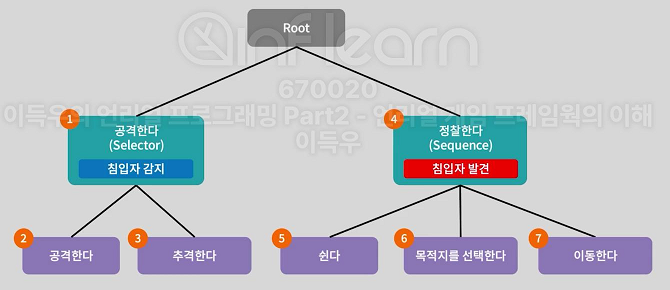 inflearn
Root
670020
이득우의 언리얼 프로그래밍 Part2 - 언리얼 게임 프레임웍의 이해
이득우
1
공격한다
(Selector)
침입자 감지
4
정찰한다
(Sequence)
침입자 발견
2
공격한다
3
추격한다
5
쉰다
6
목적지를 선택한다
7
이동한다